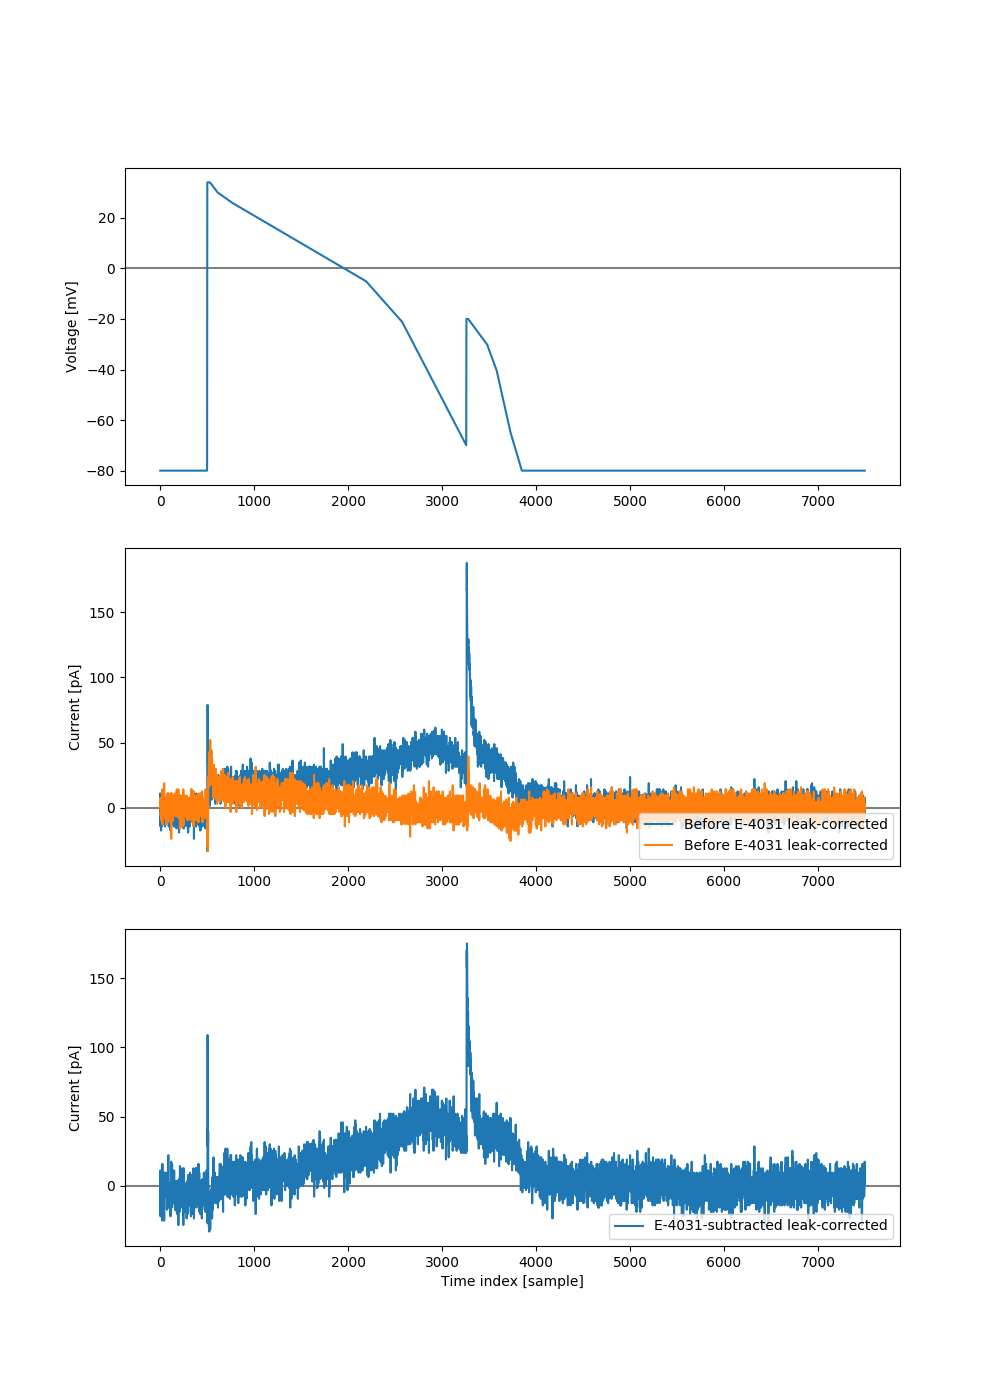 20
0
−20
−40
−60
−80
Voltage [mV]
0 1000 2000 3000 4000 5000 6000 7000
150
100
50
0
Current [pA]
Before E-4031 leak-corrected
Before E-4031 leak-corrected
0 1000 2000 3000 4000 5000 6000 7000
150
100
50
0
Current [pA]
E-4031-subtracted leak-corrected
0 1000 2000 3000 4000 5000 6000 7000
Time index [sample]